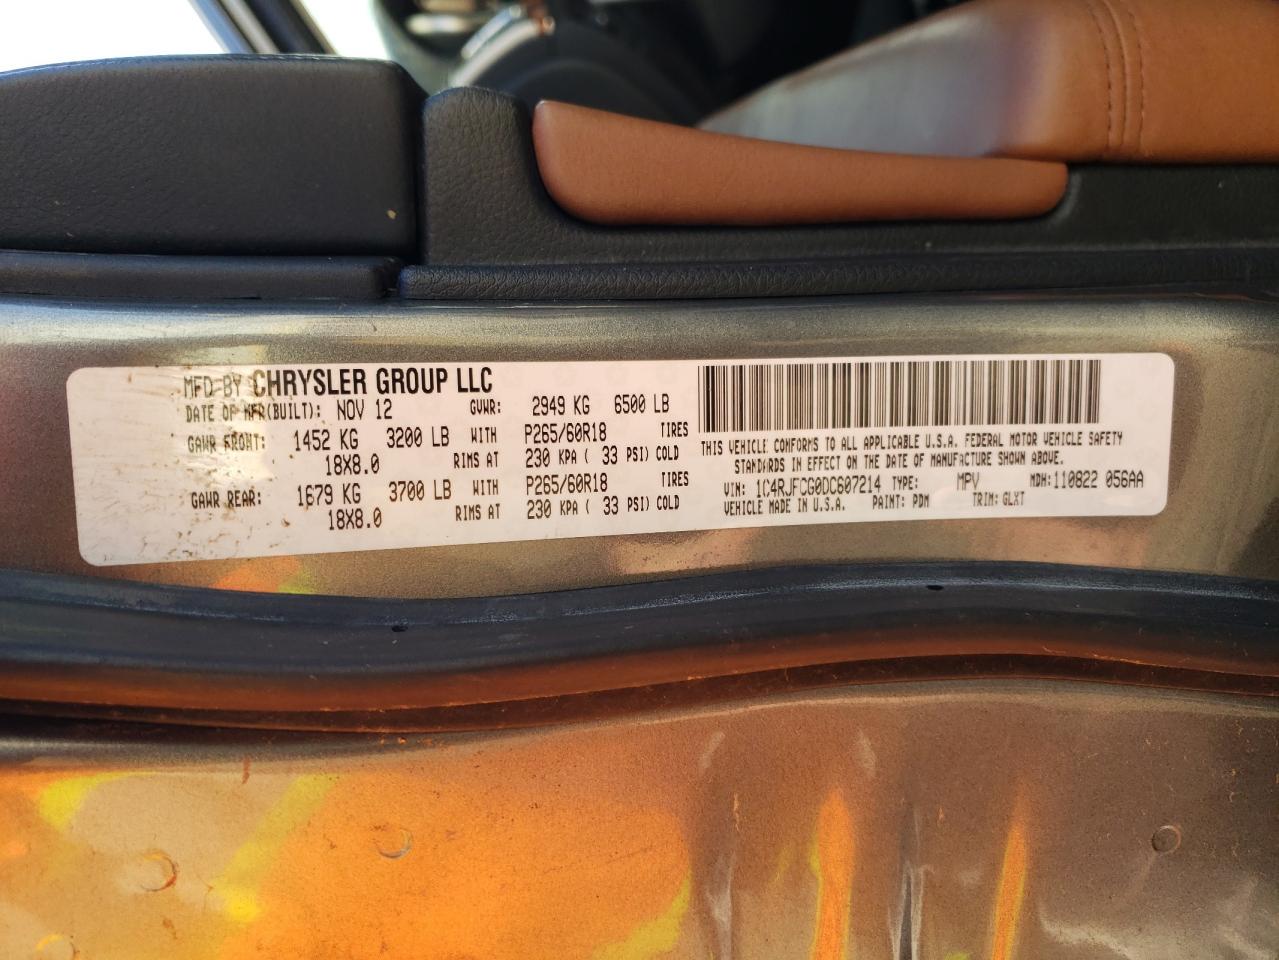 MFD BY CHRYSLER GROUP LLC
DATE OF MFR(BUILT): NOV 12 GVWR: 2949 KG 6500 LB
GAWR FRONT: 1452 KG 3200 LB WITH P265/60R18 TIRES
18X8.0 RIMS AT 230 KPA ( 33 PSI) COLD
GAWR REAR: 1679 KG 3700 LB WITH P265/60R18 TIRES
18X8.0 RIMS AT 230 KPA ( 33 PSI) COLD
THIS VEHICLE CONFORMS TO ALL APPLICABLE U.S.A. FEDERAL MOTOR VEHICLE SAFETY
STANDARDS IN EFFECT ON THE DATE OF MANUFACTURE SHOWN ABOVE.
VIN: 1C4RJFCG0DC607214 TYPE: MPV MDH:110822 056AA
VEHICLE MADE IN U.S.A. PAINT: PDM TRIM: GLXT